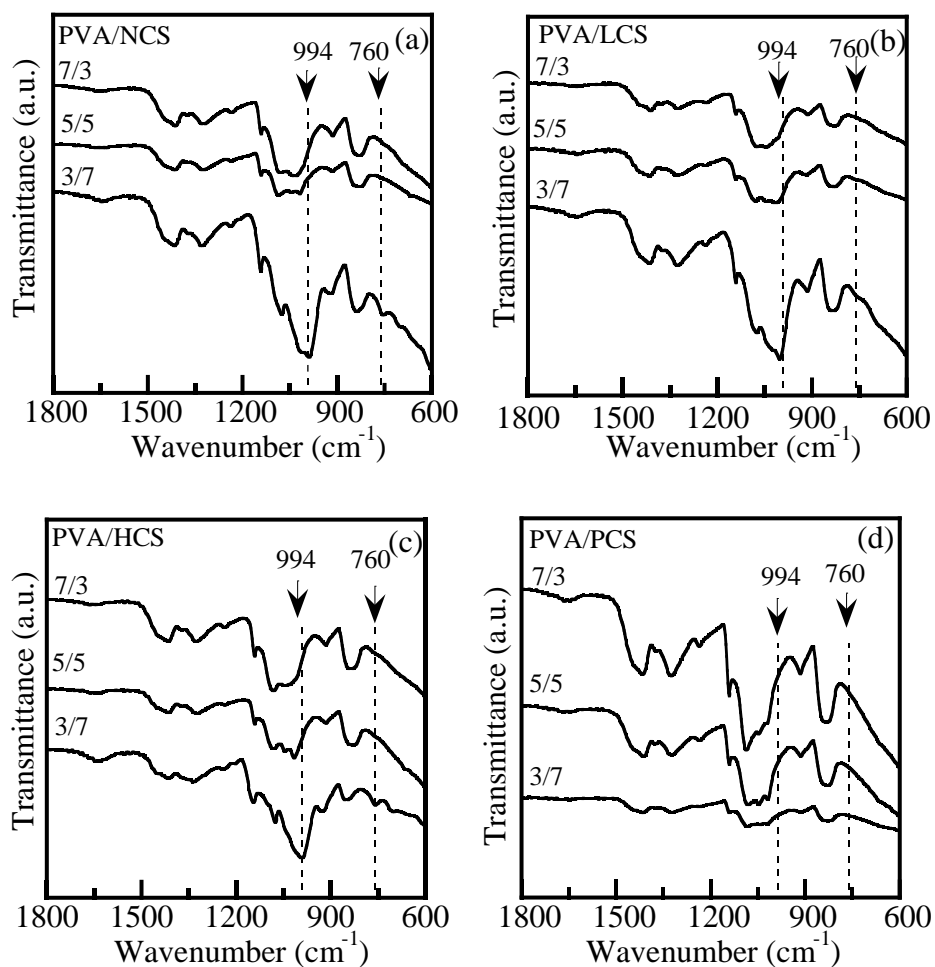 PVA/NCS
994
760
(a)
7/3
5/5
3/7
Transmittance (a.u.)
1800 1500 1200 900 600
Wavenumber (cm-1)
PVA/LCS
994
760
(b)
7/3
5/5
3/7
Transmittance (a.u.)
1800 1500 1200 900 600
Wavenumber (cm-1)
PVA/HCS
994
760
(c)
7/3
5/5
3/7
Transmittance (a.u.)
1800 1500 1200 900 600
Wavenumber (cm-1)
PVA/PCS
994
760
(d)
7/3
5/5
3/7
Transmittance (a.u.)
1800 1500 1200 900 600
Wavenumber (cm-1)